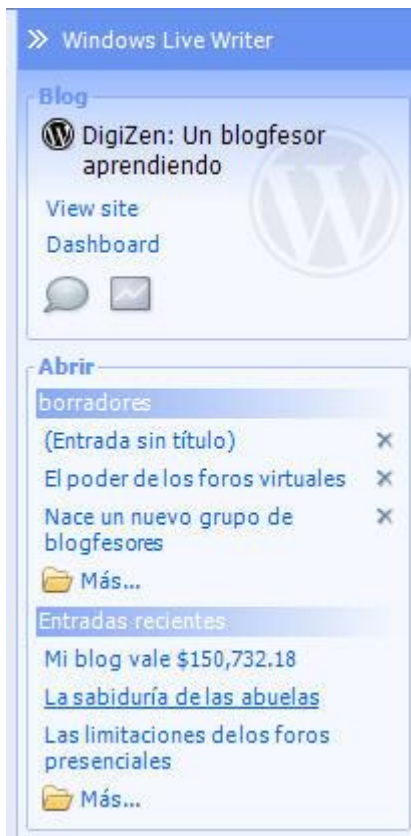 Windows Live Writer
Blog
DigiZen: Un blogfesor
aprendiendo
View site
Dashboard
Abrir
borradores
(Entrada sin título)
El poder de los foros virtuales
Nace un nuevo grupo de
blogfesores
Más...
Entradas recientes
Mi blog vale $150,732.18
La sabiduría de las abuelas
Las limitaciones de los foros
presenciales
Más...